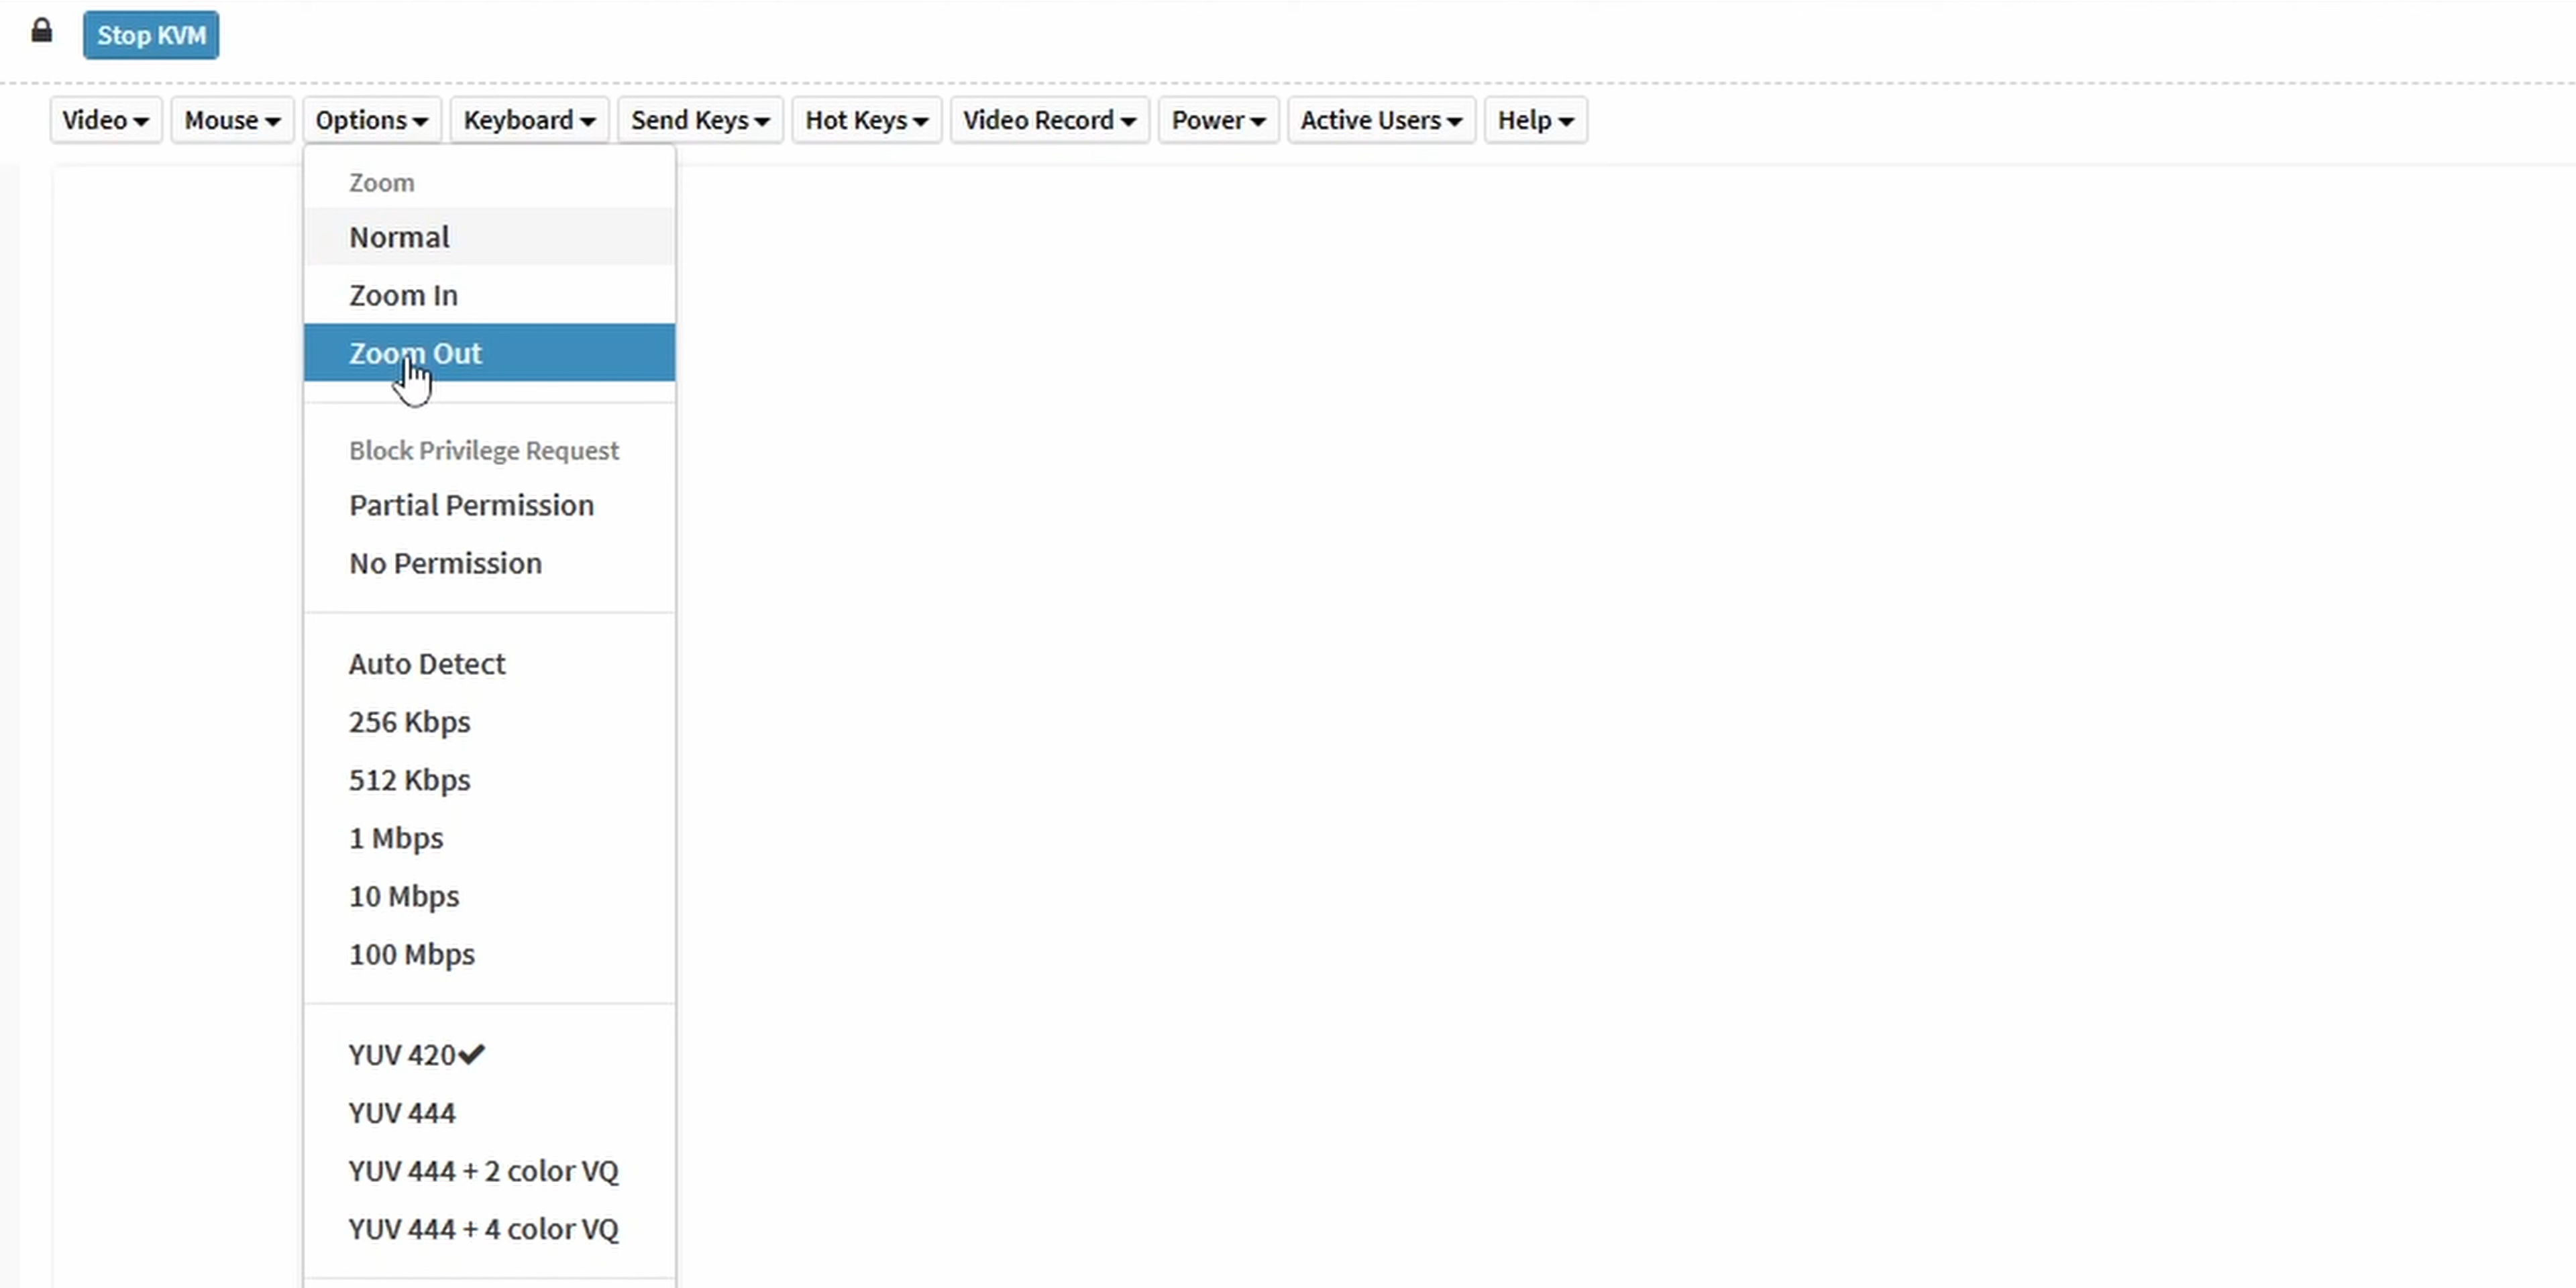 Stop KVM
Video Mouse Options Keyboard Send Keys Hot Keys Video Record Power Active Users Help
Zoom
Normal
Zoom In
Zoom Out
Block Privilege Request
Partial Permission
No Permission
Auto Detect
256 Kbps
512 Kbps
1 Mbps
10 Mbps
100 Mbps
YUV 420
YUV 444
YUV 444 + 2 color VQ
YUV 444 + 4 color VQ